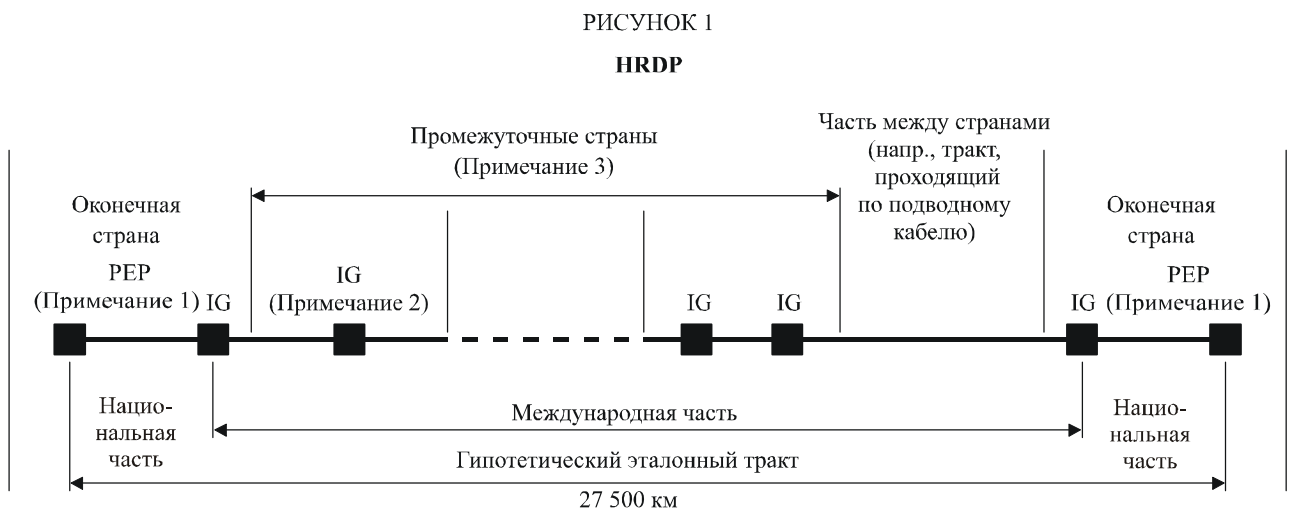 РИСУНОК 1
HRDP
Промежуточные страны
(Примечание 3)
Часть между странами
(напр., тракт,
проходящий
по подводному
кабелю)
Оконечная
страна
Оконечная
страна
PEP
(Примечание 1)
IG
IG
(Примечание 2)
IG
IG
IG
PEP
(Примечание 1)
Нацио-
нальная
часть
Международная часть
Нацио-
нальная
часть
Гипотетический эталонный тракт
27 500 км